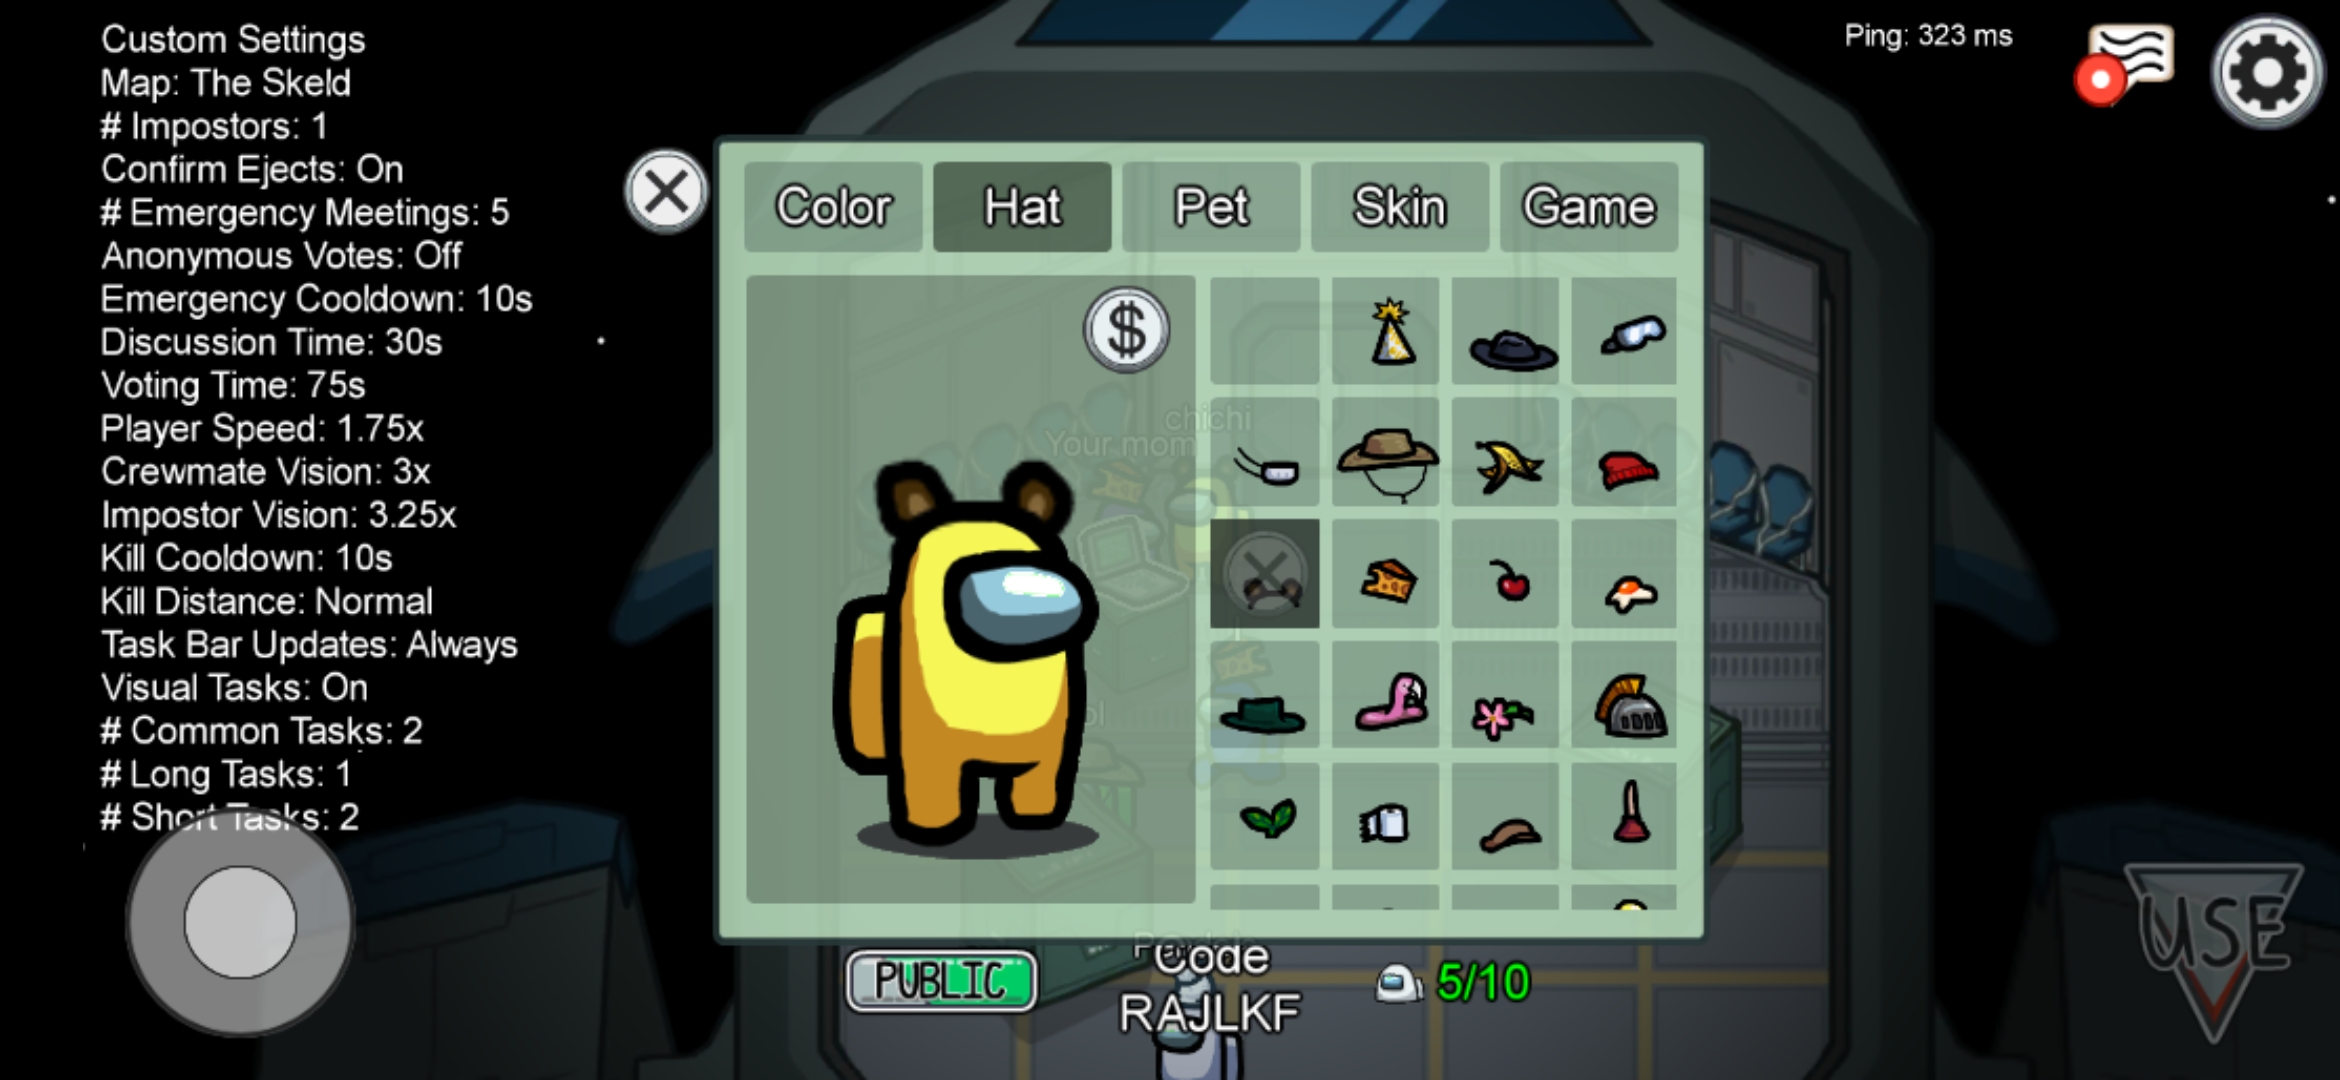 Custom Settings
Map: The Skeld
# Impostors: 1
Confirm Ejects: On
# Emergency Meetings: 5
Anonymous Votes: Off
Emergency Cooldown: 10s
Discussion Time: 30s
Voting Time: 75s
Player Speed: 1.75x
Crewmate Vision: 3x
Impostor Vision: 3.25x
Kill Cooldown: 10s
Kill Distance: Normal
Task Bar Updates: Always
Visual Tasks: On
# Common Tasks: 2
# Long Tasks: 1
# Short Tasks: 2
Ping: 323 ms
Color Hat Pet Skin Game
$
chichi
Your mom
PUBLIC
Code
RAJLKF
5/10
USE